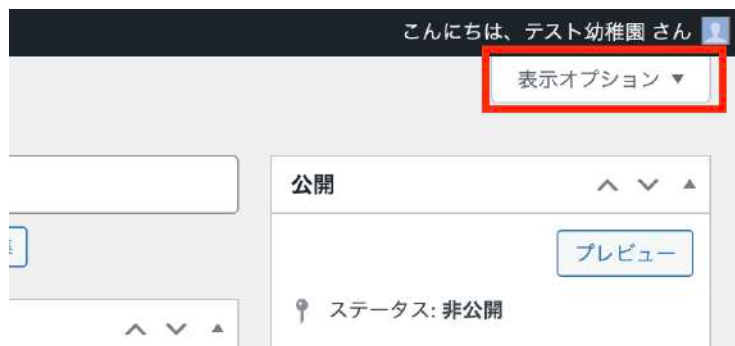 こんにちは、テスト幼稚園 さん
表示オプション ▼
公開
プレビュー
ステータス: 非公開